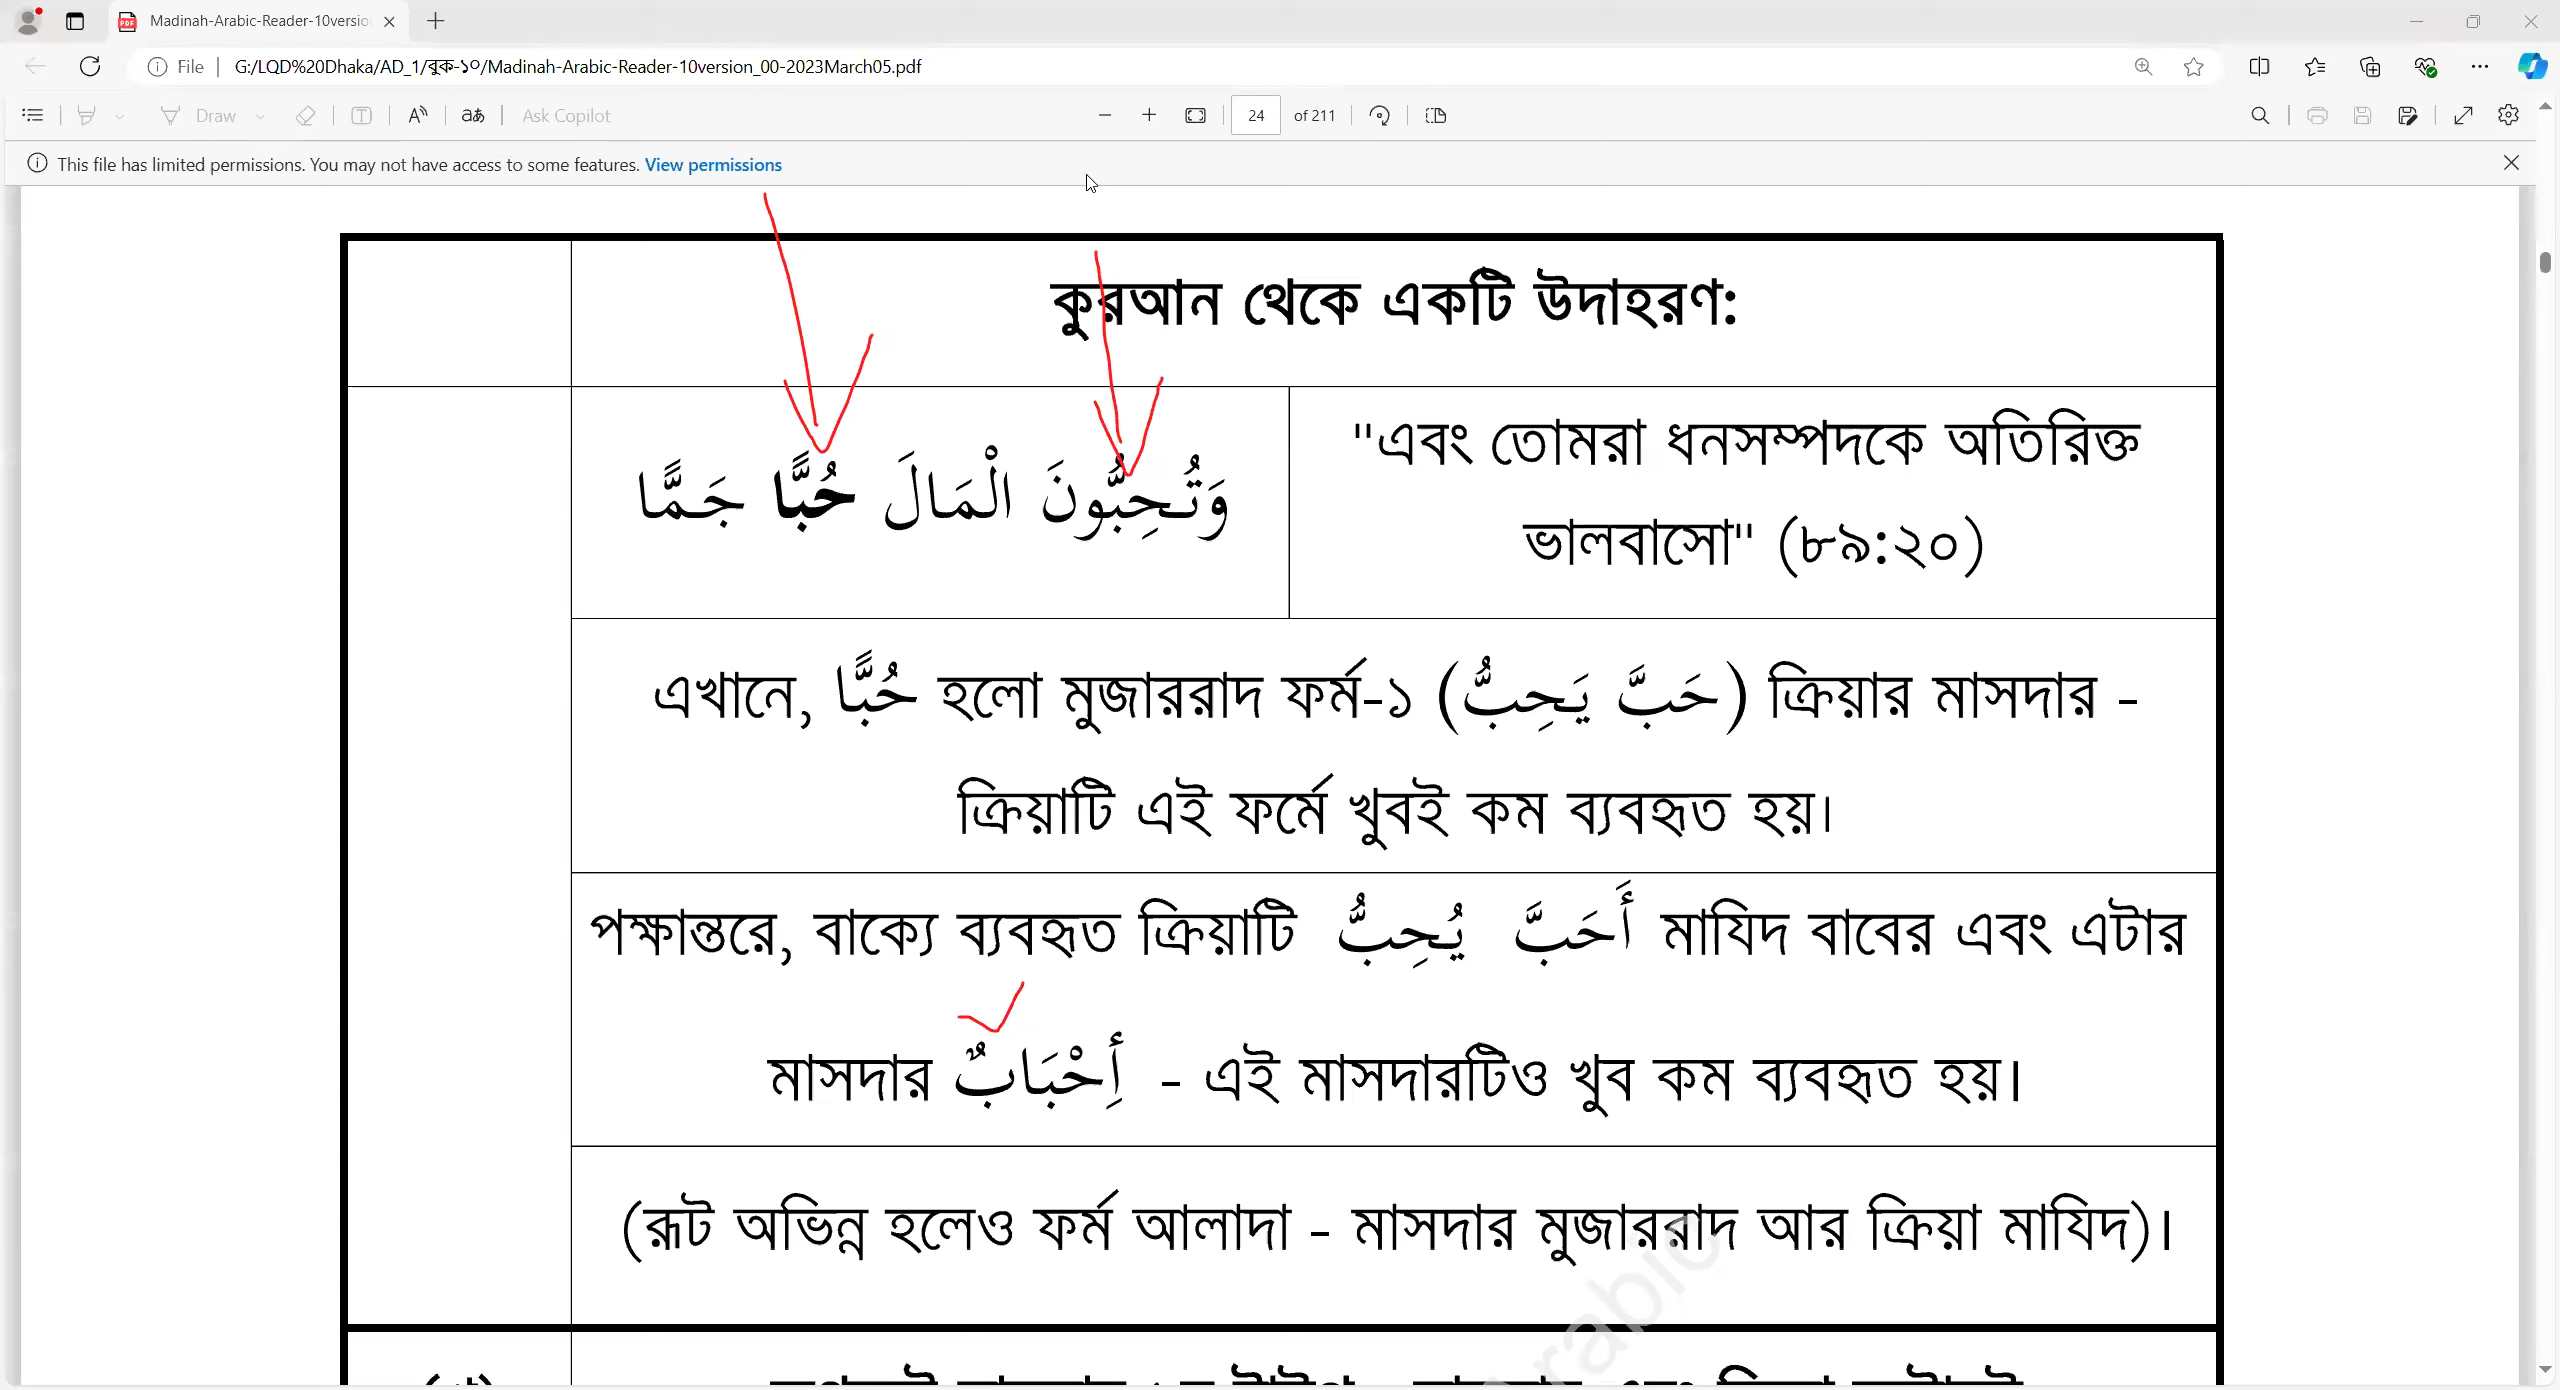 Madinah-Arabic-Reader-10versio
File G:/LQD%20Dhaka/AD_1/বুক-১০/Madinah-Arabic-Reader-10version_00-2023March05.pdf
Draw Ask Copilot 24 of 211
This file has limited permissions. You may not have access to some features. View permissions
কুরআন থেকে একটি উদাহরণ:
وَتُحِبُّونَ الْمَالَ حُبًّا جَمًّا
"এবং তোমরা ধনসম্পদকে অতিরিক্ত
ভালবাসো" (৮৯:২০)
এখানে, حُبًّا হলো মুজাররাদ ফর্ম-১ (حَبَّ يَحِبُّ) ক্রিয়ার মাসদার -
ক্রিয়াটি এই ফর্মে খুবই কম ব্যবহৃত হয়।
পক্ষান্তরে, বাক্যে ব্যবহৃত ক্রিয়াটি أَحَبَّ يُحِبُّ মাযিদ বাবের এবং এটার
মাসদার أِحْبَابٌ - এই মাসদারটিও খুব কম ব্যবহৃত হয়।
(রূট অভিন্ন হলেও ফর্ম আলাদা - মাসদার মুজাররাদ আর ক্রিয়া মাযিদ)।